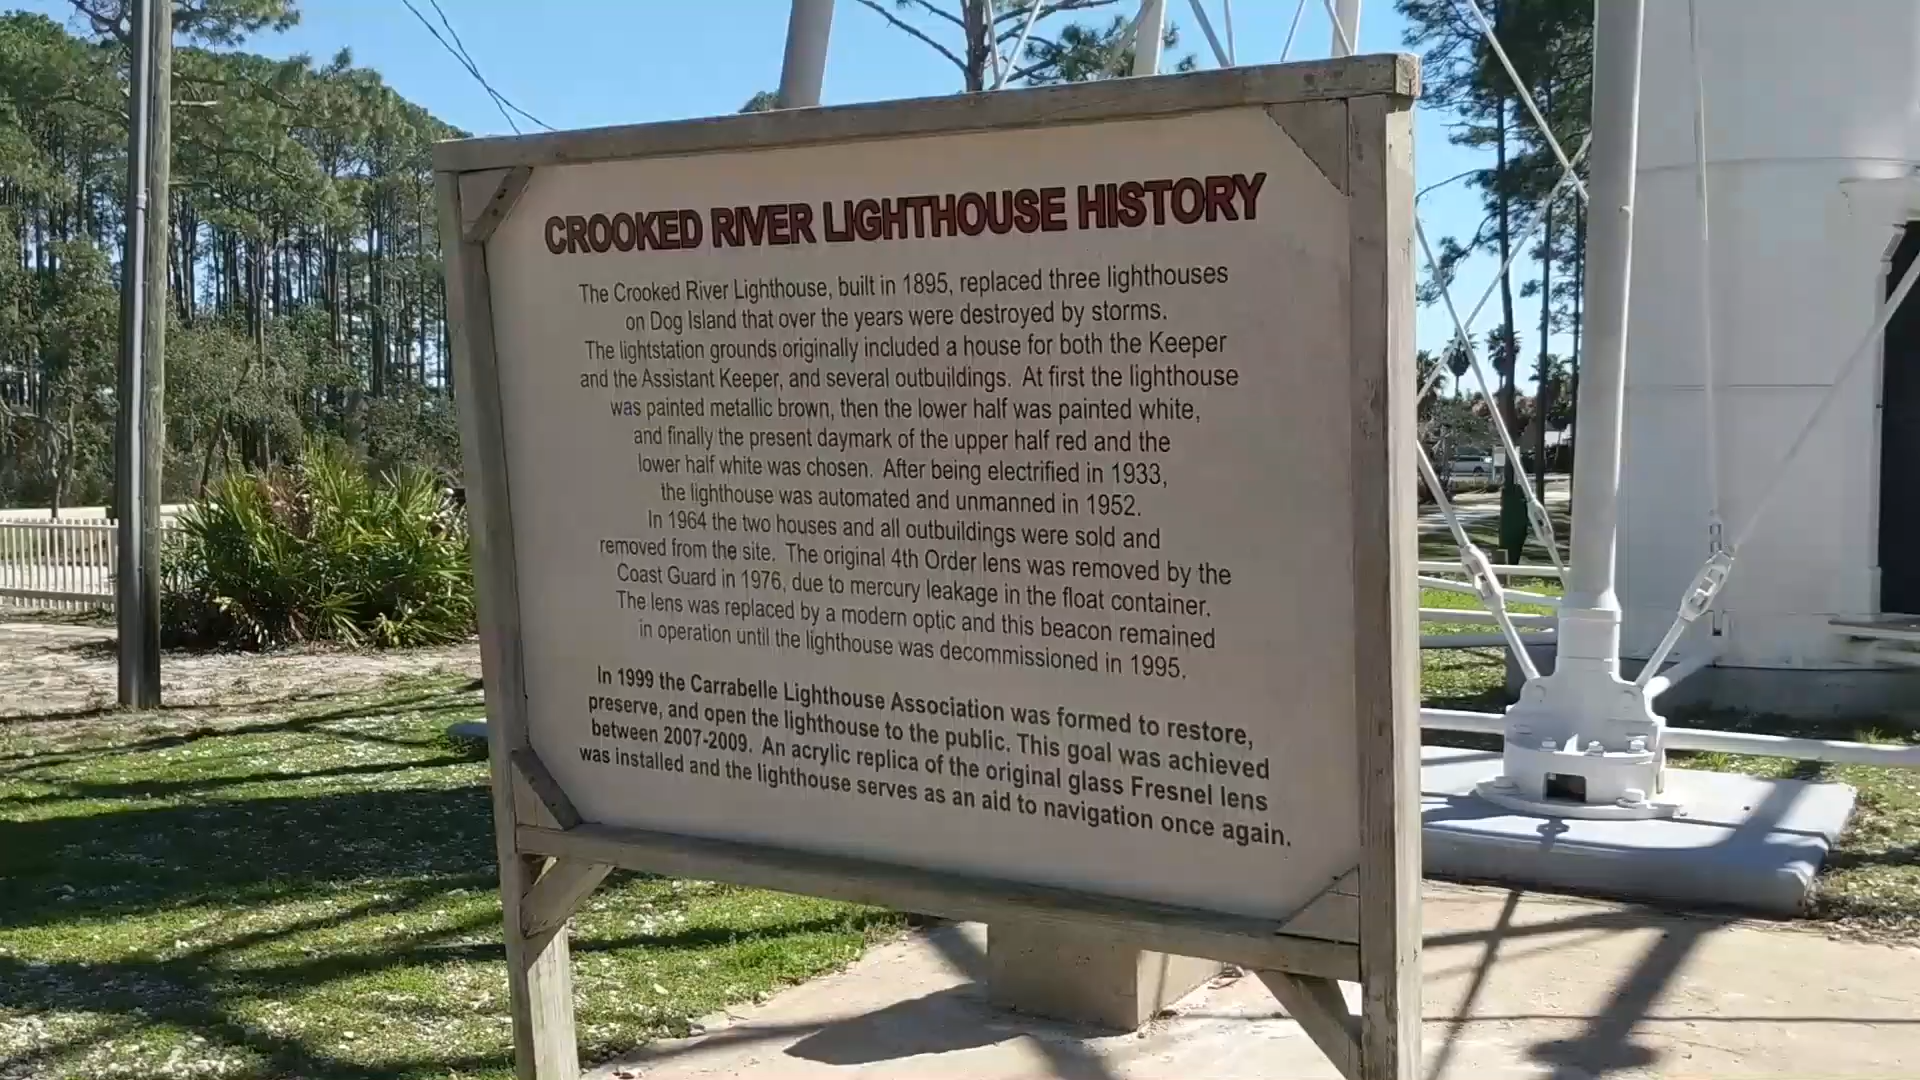 CROOKED RIVER LIGHTHOUSE HISTORY
The Crooked River Lighthouse, built in 1895, replaced three lighthouses
on Dog Island that over the years were destroyed by storms.
The lightstation grounds originally included a house for both the Keeper
and the Assistant Keeper, and several outbuildings. At first the lighthouse
was painted metallic brown, then the lower half was painted white,
and finally the present daymark of the upper half red and the
lower half white was chosen. After being electrified in 1933,
the lighthouse was automated and unmanned in 1952.
In 1964 the two houses and all outbuildings were sold and
removed from the site. The original 4th Order lens was removed by the
Coast Guard in 1976, due to mercury leakage in the float container.
The lens was replaced by a modern optic and this beacon remained
in operation until the lighthouse was decommissioned in 1995.
In 1999 the Carrabelle Lighthouse Association was formed to restore,
preserve, and open the lighthouse to the public. This goal was achieved
between 2007-2009. An acrylic replica of the original glass Fresnel lens
was installed and the lighthouse serves as an aid to navigation once again.